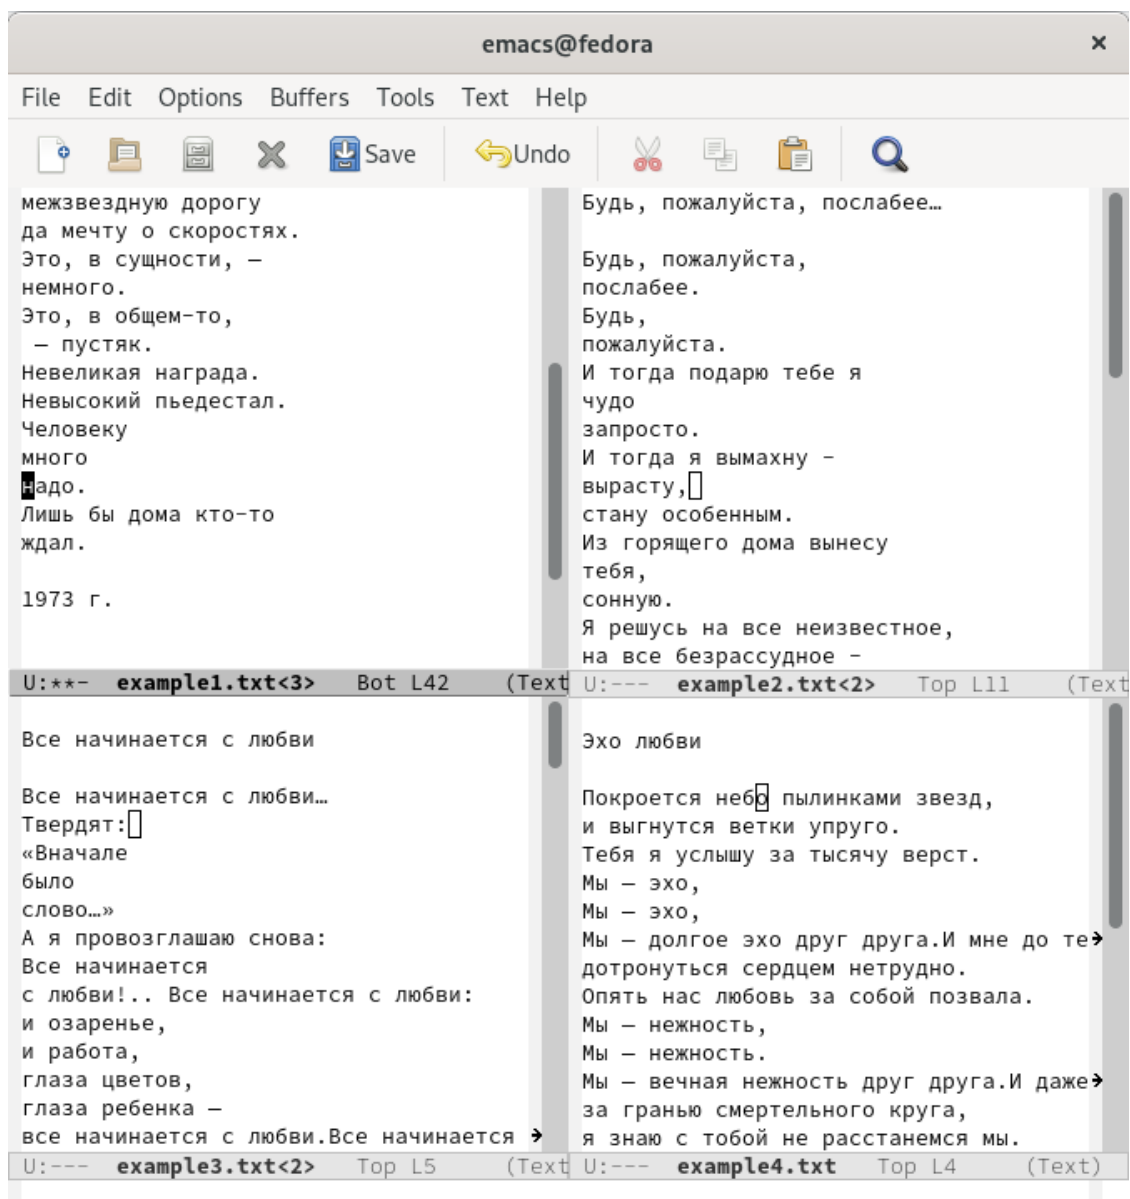 emacs@fedora ×
File Edit Options Buffers Tools Text Help
Save Undo
межзвездную дорогу
да мечту о скоростях.
Это, в сущности, —
немного.
Это, в общем-то,
— пустяк.
Невеликая награда.
Невысокий пьедестал.
Человеку
много
надо.
Лишь бы дома кто-то
ждал.
1973 г.
U:**- example1.txt<3> Bot L42 (Text
Будь, пожалуйста, послабее…
Будь, пожалуйста,
послабее.
Будь,
пожалуйста.
И тогда подарю тебе я
чудо
запросто.
И тогда я вымахну -
вырасту,
стану особенным.
Из горящего дома вынесу
тебя,
сонную.
Я решусь на все неизвестное,
на все безрассудное -
U:--- example2.txt<2> Top L11 (Text
Все начинается с любви
Все начинается с любви…
Твердят:
«Вначале
было
слово…»
А я провозглашаю снова:
Все начинается
с любви!.. Все начинается с любви:
и озаренье,
и работа,
глаза цветов,
глаза ребенка —
все начинается с любви.Все начинается
U:--- example3.txt<2> Top L5 (Text
Эхо любви
Покроется небо пылинками звезд,
и выгнутся ветки упруго.
Тебя я услышу за тысячу верст.
Мы — эхо,
Мы — эхо,
Мы — долгое эхо друг друга.И мне до те
дотронуться сердцем нетрудно.
Опять нас любовь за собой позвала.
Мы — нежность,
Мы — нежность.
Мы — вечная нежность друг друга.И даже
за гранью смертельного круга,
я знаю с тобой не расстанемся мы.
U:--- example4.txt Top L4 (Text)